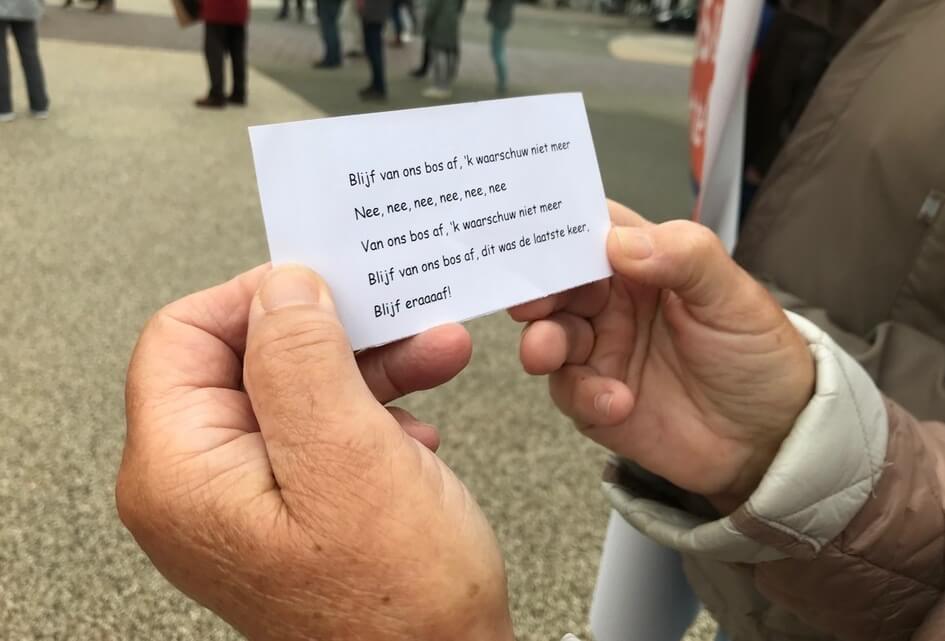 Blijf van ons bos af, 'k waarschuw niet meer
Nee, nee, nee, nee, nee, nee
Van ons bos af, 'k waarschuw niet meer
Blijf van ons bos af, dit was de laatste keer.
Blijf eraaaaf!